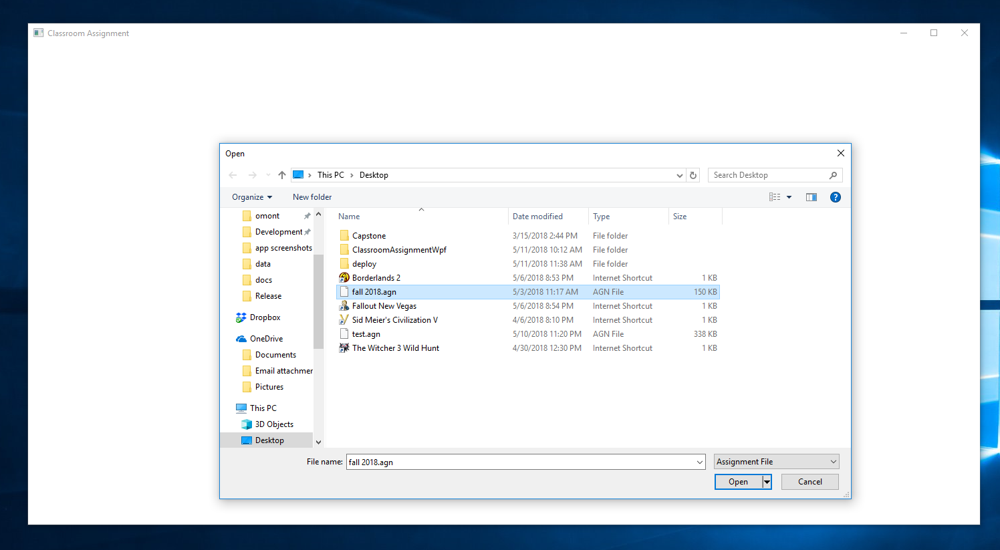 Classroom Assignment
Open
This PC Desktop
Search Desktop
Organize New folder
?
omont
Development
app screenshots
data
docs
Release
Dropbox
OneDrive
Documents
Email attachmer
Pictures
This PC
3D Objects
Desktop
Name Date modified Type Size
Capstone 3/15/2018 2:44 PM File folder
ClassroomAssignmentWpf 5/11/2018 10:12 AM File folder
deploy 5/11/2018 11:38 AM File folder
Borderlands 2 5/6/2018 8:53 PM Internet Shortcut 1 KB
fall 2018.agn 5/3/2018 11:17 AM AGN File 150 KB
Fallout New Vegas 5/6/2018 8:54 PM Internet Shortcut 1 KB
Sid Meier's Civilization V 4/6/2018 8:10 PM Internet Shortcut 1 KB
test.agn 5/10/2018 11:20 PM AGN File 338 KB
The Witcher 3 Wild Hunt 4/30/2018 12:30 PM Internet Shortcut 1 KB
File name: fall 2018.agn Assignment File
Open Cancel